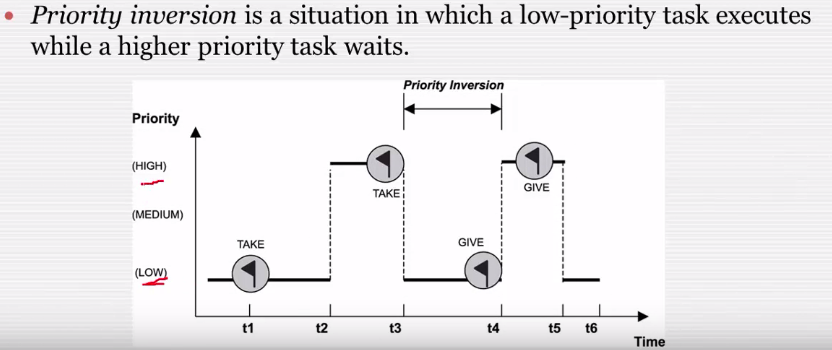 • Priority inversion is a situation in which a low-priority task executes
while a higher priority task waits.
Priority Inversion
Priority
(HIGH)
TAKE
GIVE
(MEDIUM)
TAKE
GIVE
(LOW)
t1 t2 t3 t4 t5 t6
Time